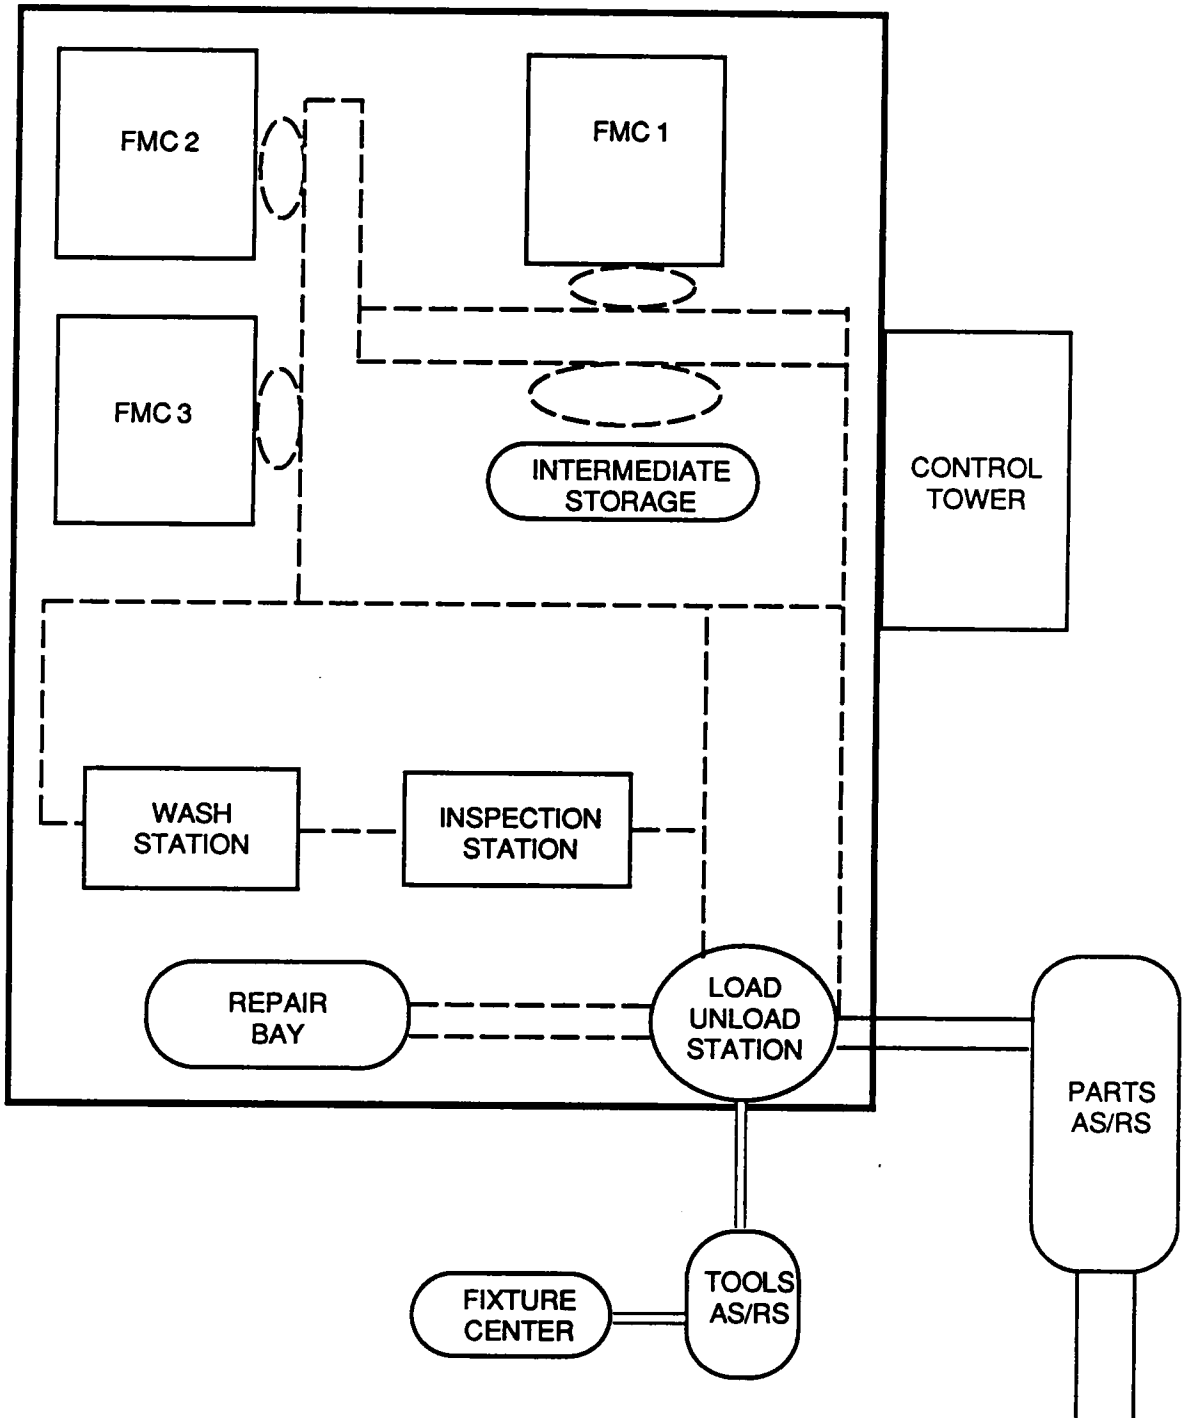 FMC 2
FMC 1
FMC 3
INTERMEDIATE
STORAGE
CONTROL
TOWER
WASH
STATION
INSPECTION
STATION
REPAIR
BAY
LOAD
UNLOAD
STATION
PARTS
AS/RS
TOOLS
AS/RS
FIXTURE
CENTER